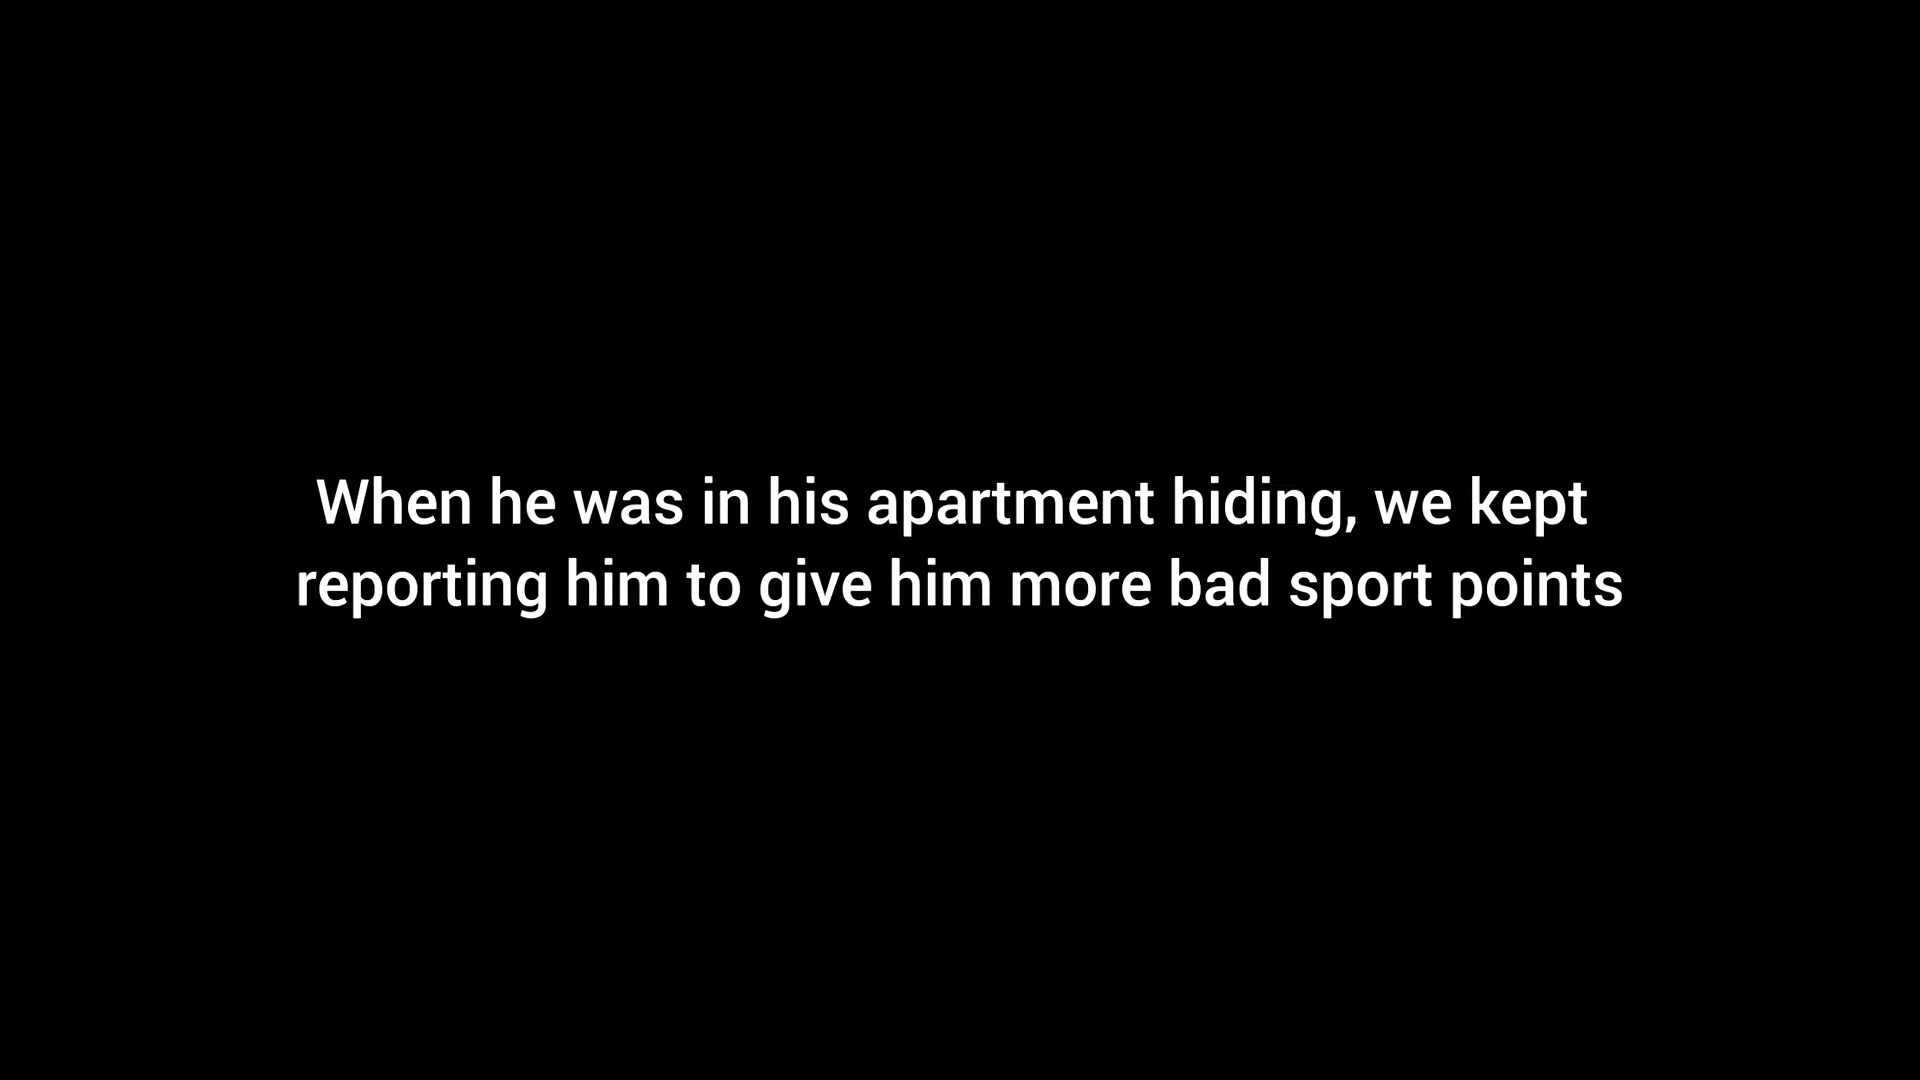 When he was in his apartment hiding, we kept
reporting him to give him more bad sport points